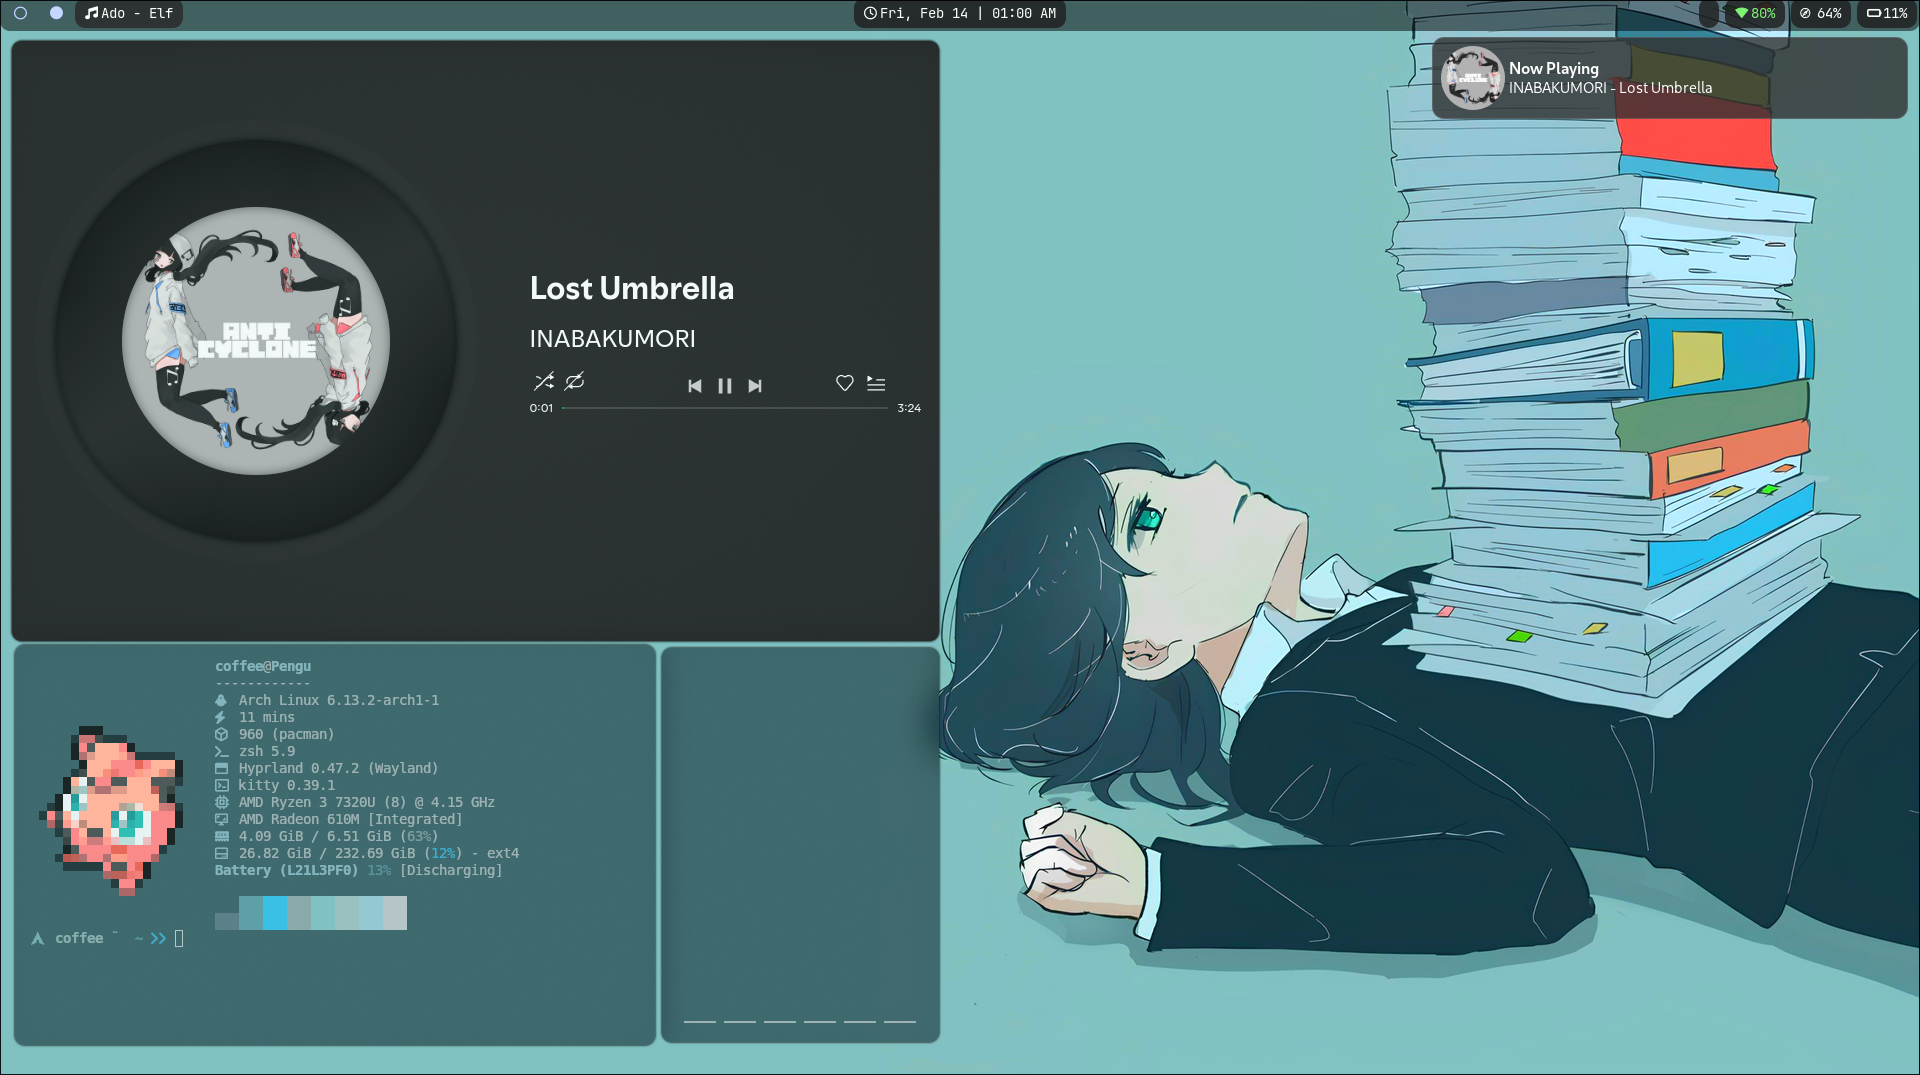 Ado - Elf
Fri, Feb 14 | 01:00 AM
80%
64%
11%
Now Playing
INABAKUMORI - Lost Umbrella
ANTI
CYCLONE
Lost Umbrella
INABAKUMORI
0:01
3:24
coffee@Pengu
------------
Arch Linux 6.13.2-arch1-1
11 mins
960 (pacman)
zsh 5.9
Hyprland 0.47.2 (Wayland)
kitty 0.39.1
AMD Ryzen 3 7320U (8) @ 4.15 GHz
AMD Radeon 610M [Integrated]
4.09 GiB / 6.51 GiB (63%)
26.82 GiB / 232.69 GiB (12%) - ext4
Battery (L21L3PF0) 13% [Discharging]
coffee ~